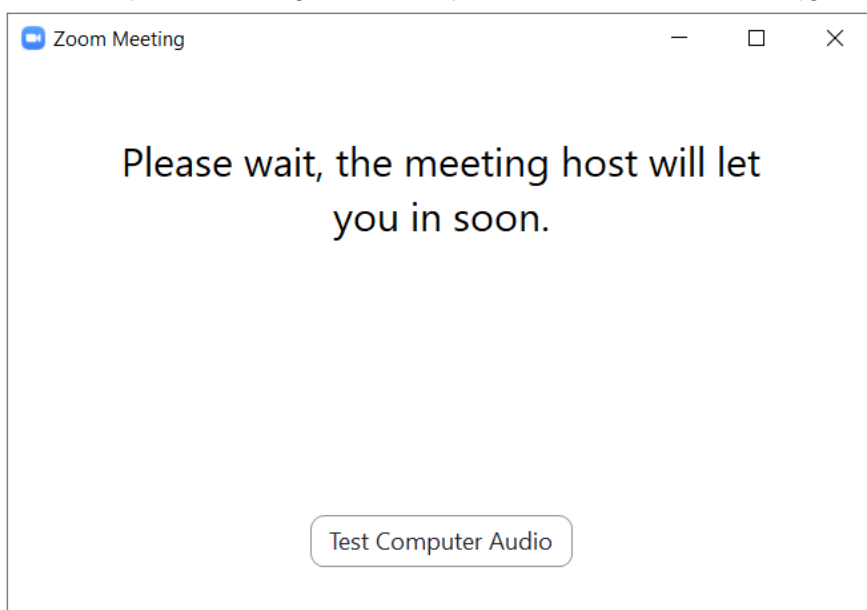 Zoom Meeting
Please wait, the meeting host will let
you in soon.
Test Computer Audio